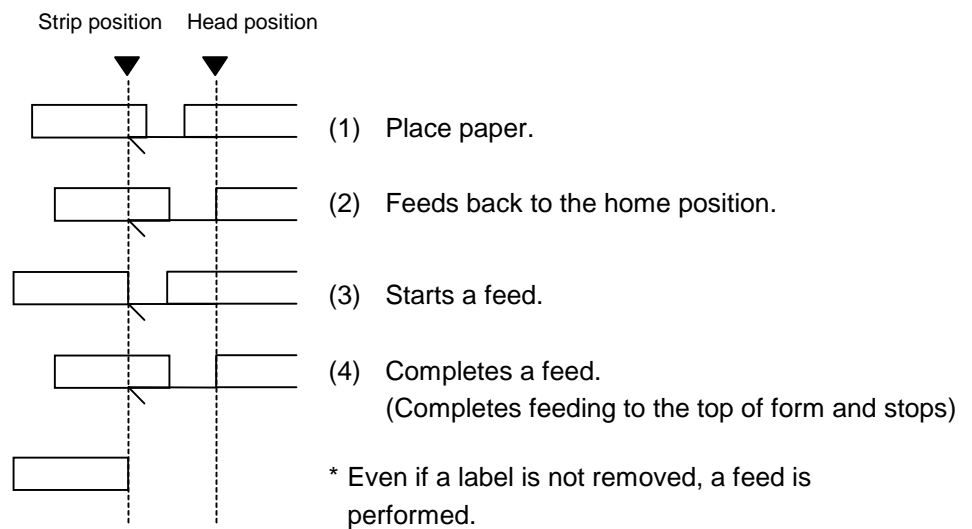 Strip position Head position
(1) Place paper.
(2) Feeds back to the home position.
(3) Starts a feed.
(4) Completes a feed.
(Completes feeding to the top of form and stops)
* Even if a label is not removed, a feed is
performed.